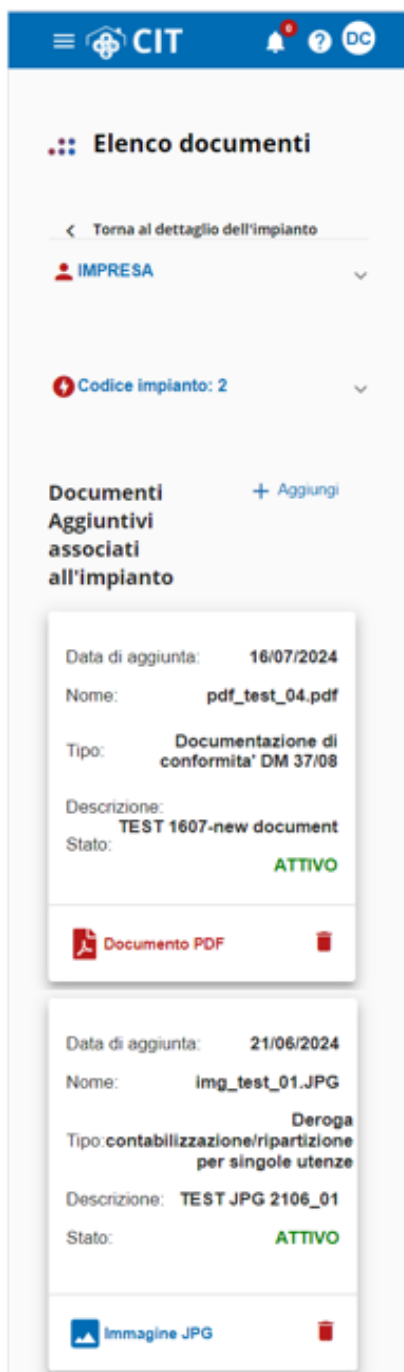 CIT
0
?
DC
Elenco documenti
Torna al dettaglio dell'impianto
IMPRESA
Codice impianto: 2
Documenti
Aggiuntivi
associati
all'impianto
+ Aggiungi
Data di aggiunta: 16/07/2024
Nome: pdf_test_04.pdf
Tipo: Documentazione di
conformita' DM 37/08
Descrizione:
TEST 1607-new document
Stato:
ATTIVO
Documento PDF
Data di aggiunta: 21/06/2024
Nome: img_test_01.JPG
Deroga
Tipo:contabilizzazione/ripartizione
per singole utenze
Descrizione: TEST JPG 2106_01
Stato: ATTIVO
Immagine JPG